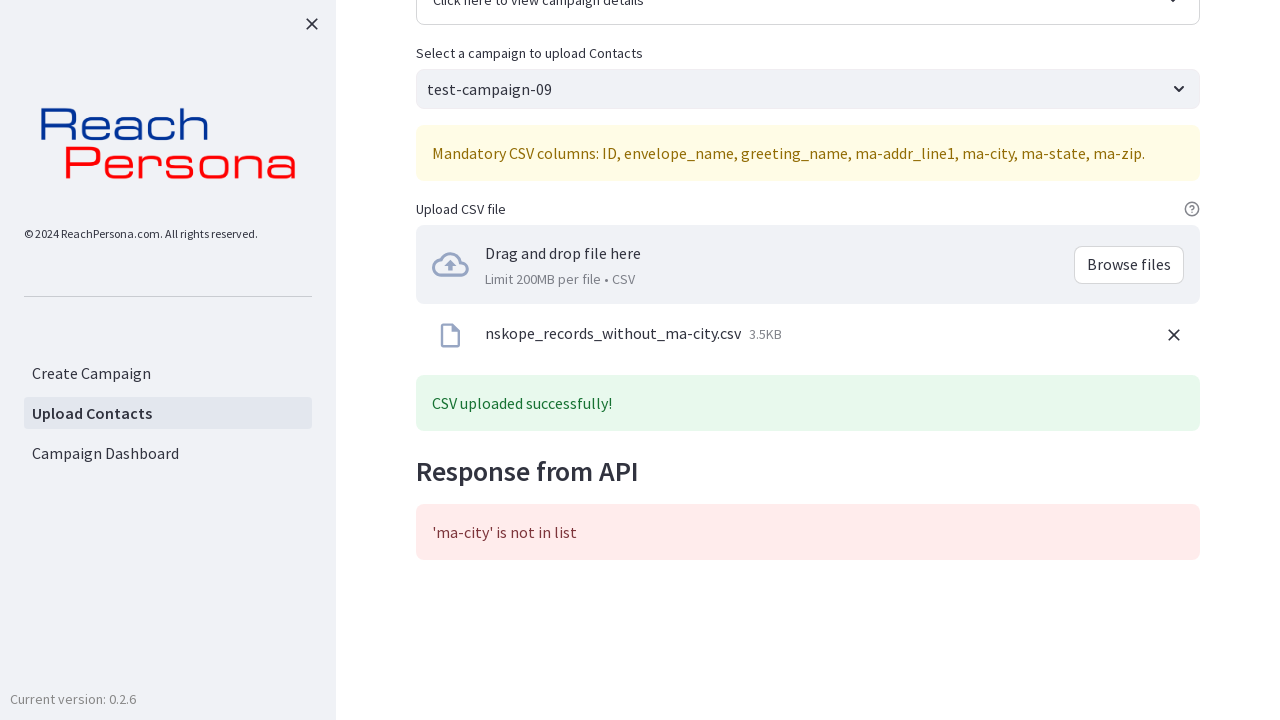 Reach
Persona
© 2024 ReachPersona.com. All rights reserved.
Create Campaign
Upload Contacts
Campaign Dashboard
Current version: 0.2.6
Click here to view campaign details
Select a campaign to upload Contacts
test-campaign-09
Mandatory CSV columns: ID, envelope_name, greeting_name, ma-addr_line1, ma-city, ma-state, ma-zip.
Upload CSV file
Drag and drop file here
Limit 200MB per file • CSV
Browse files
nskope_records_without_ma-city.csv 3.5KB
CSV uploaded successfully!
Response from API
'ma-city' is not in list